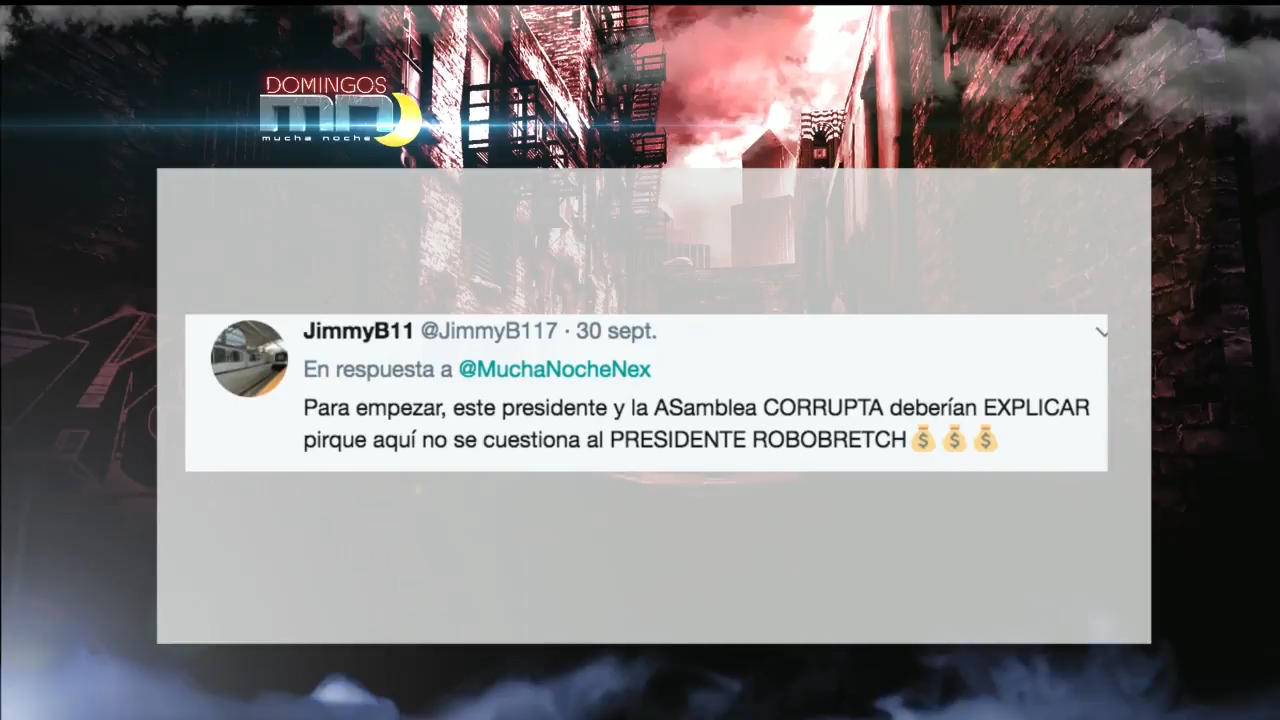 DOMINGOS
mn
mucha noche
JimmyB11 @JimmyB117 · 30 sept.
En respuesta a @MuchaNocheNex
Para empezar, este presidente y la ASamblea CORRUPTA deberían EXPLICAR
pirque aquí no se cuestiona al PRESIDENTE ROBOBRETCH💰💰💰